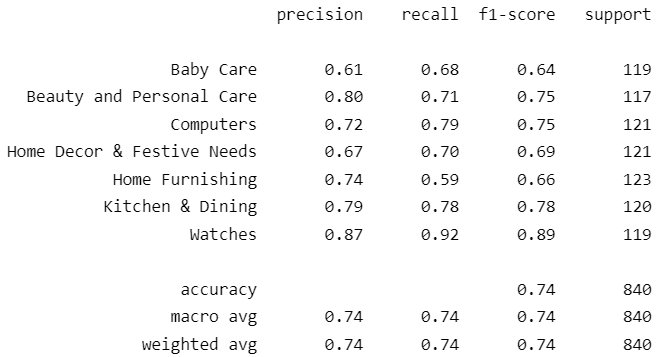 precision recall f1-score support
Baby Care 0.61 0.68 0.64 119
Beauty and Personal Care 0.80 0.71 0.75 117
Computers 0.72 0.79 0.75 121
Home Decor & Festive Needs 0.67 0.70 0.69 121
Home Furnishing 0.74 0.59 0.66 123
Kitchen & Dining 0.79 0.78 0.78 120
Watches 0.87 0.92 0.89 119
accuracy 0.74 840
macro avg 0.74 0.74 0.74 840
weighted avg 0.74 0.74 0.74 840